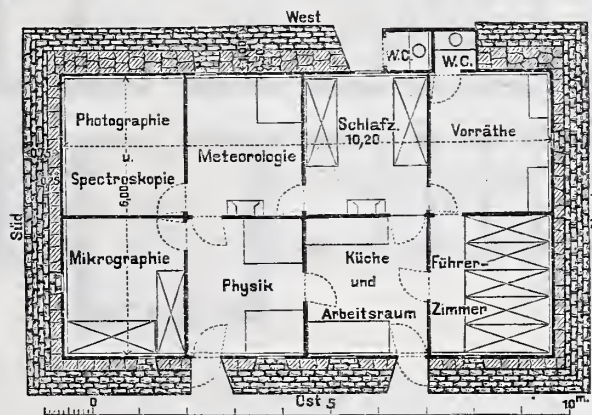 West
W.C.
W.C.
Photographie
u.
Spectroskopie
6,00
Meteorologie
Schlafz.
10,20
Vorräthe
Süd
Mikrographie
Physik
Küche
und
Arbeitsraum
Führer-
Zimmer
0
Ost 5
10 m.